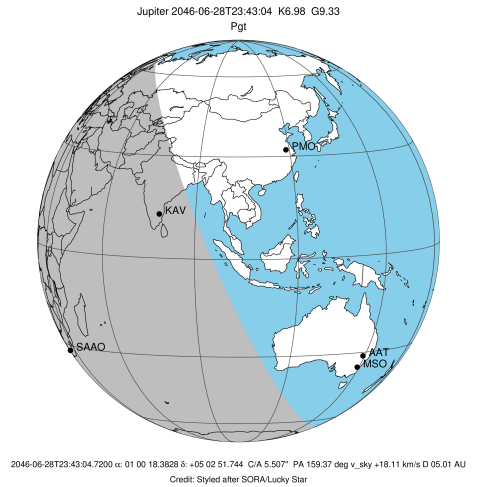 Jupiter 2046-06-28T23:43:04 K6.98 G9.33
Pgt
PMO
KAV
SAAO
AAT
MSO
2046-06-28T23:43:04.7200 α: 01 00 18.3828 δ: +05 02 51.744 C/A 5.507" PA 159.37 deg v_sky +18.11 km/s D 05.01 AU
Credit: Styled after SORA/Lucky Star